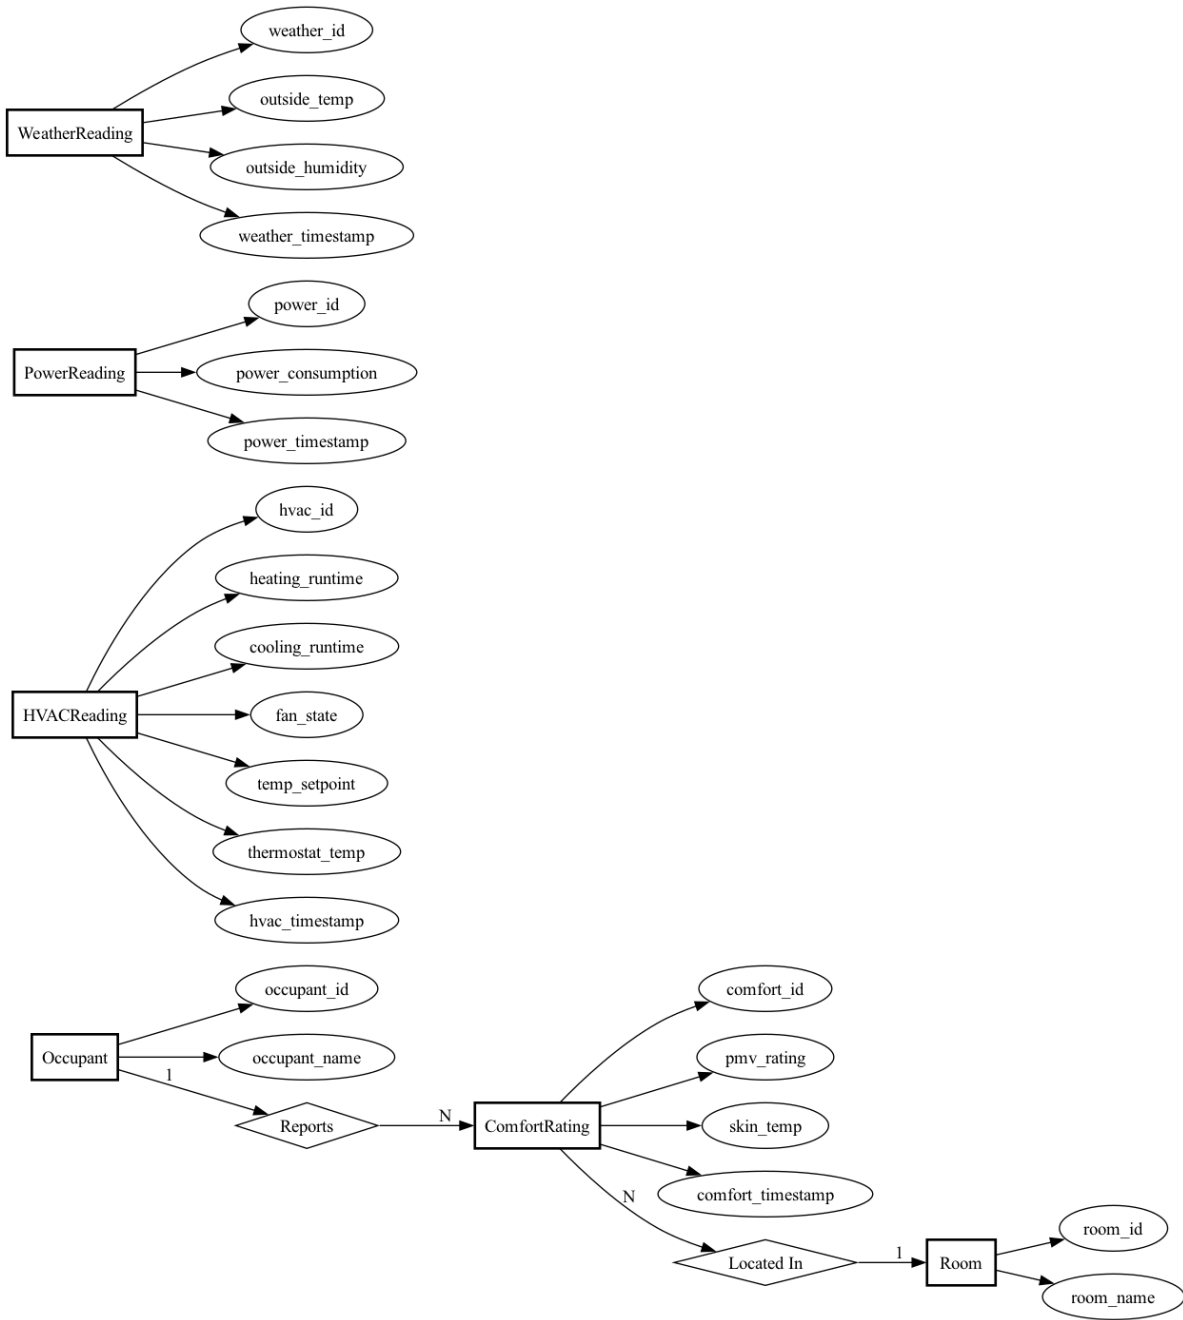 weather_id
outside_temp
WeatherReading
outside_humidity
weather_timestamp
power_id
PowerReading
power_consumption
power_timestamp
hvac_id
heating_runtime
cooling_runtime
HVACReading
fan_state
temp_setpoint
thermostat_temp
hvac_timestamp
occupant_id
comfort_id
Occupant
occupant_name
pmv_rating
1
Reports
N
ComfortRating
skin_temp
comfort_timestamp
N
room_id
Located In
1
Room
room_name